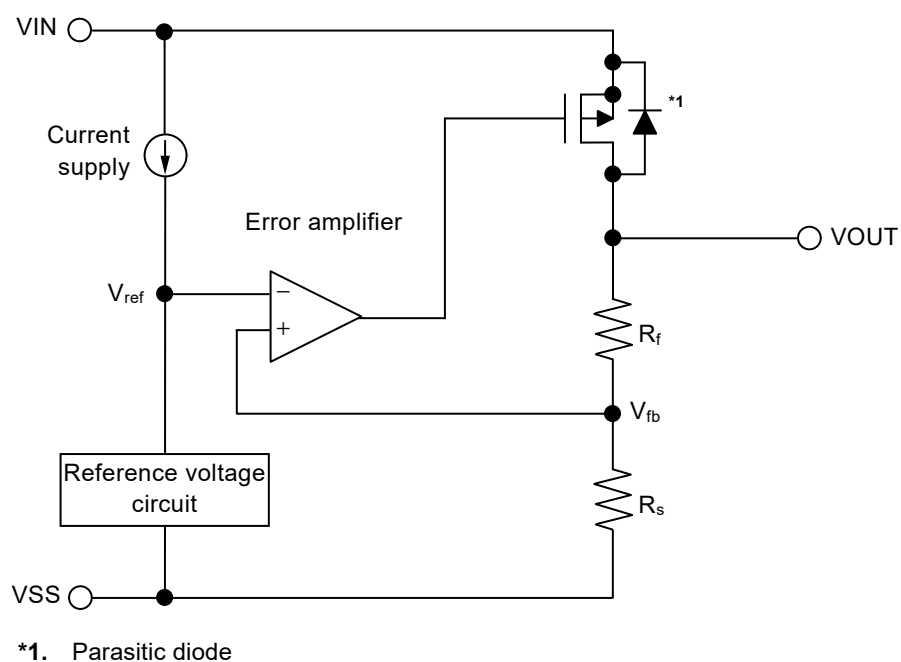 VIN
*1
Current
supply
Error amplifier
VOUT
Vref
−
+
Rf
Vfb
Reference voltage
circuit
Rs
VSS
*1. Parasitic diode